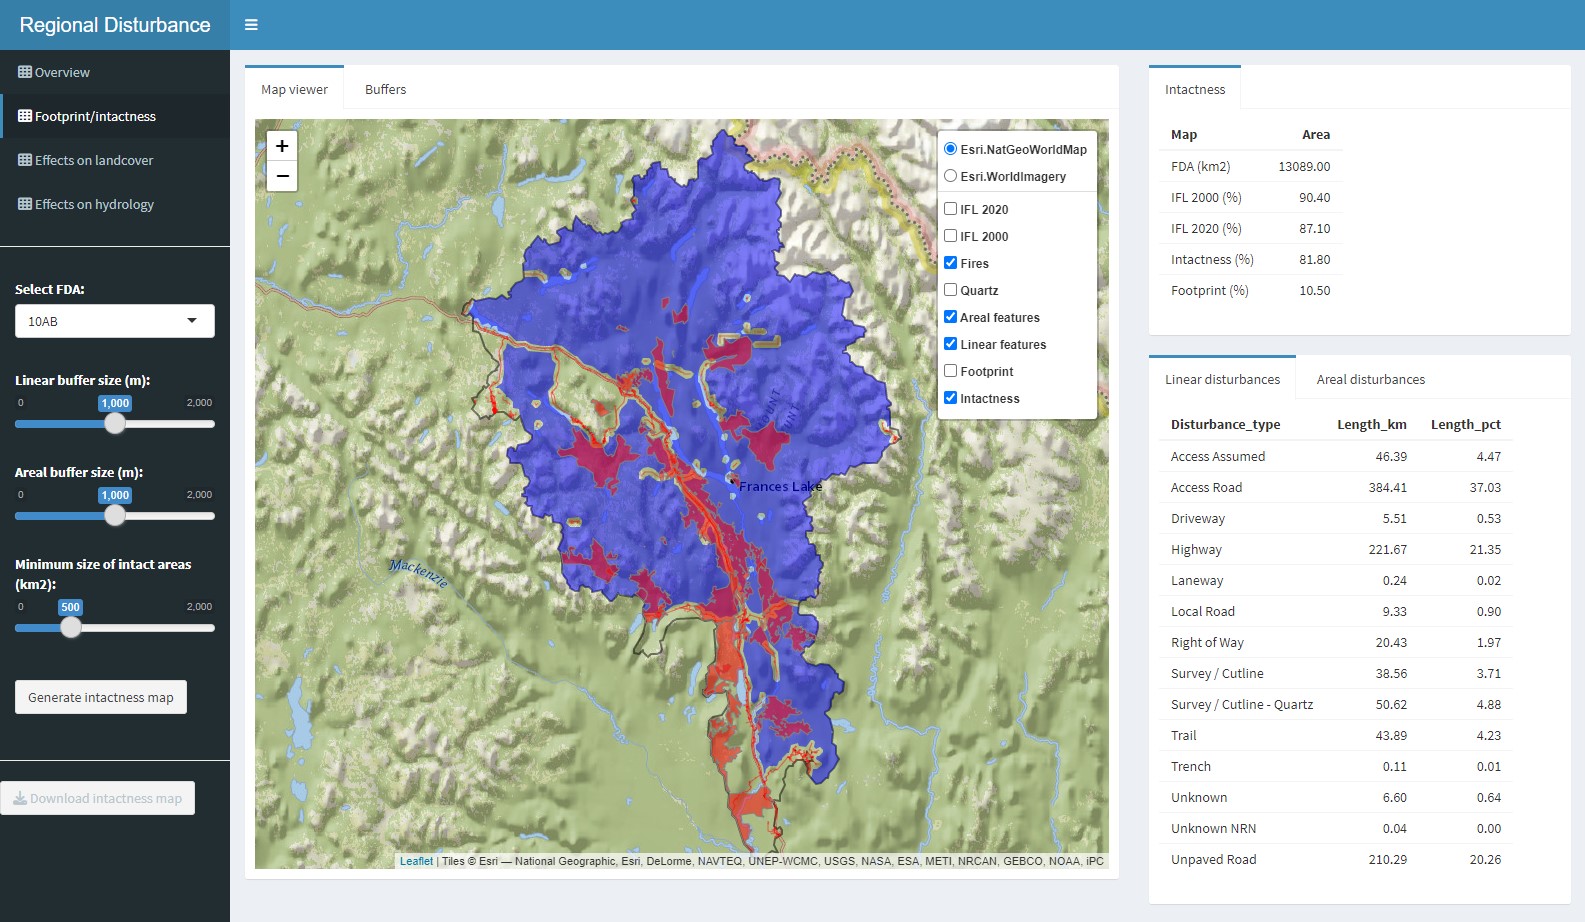 Regional Disturbance
Overview
Footprint/intactness
Effects on landcover
Effects on hydrology
Select FDA:
10AB
Linear buffer size (m):
0 1,000 2,000
Areal buffer size (m):
0 1,000 2,000
Minimum size of intact areas
(km2):
0 500 2,000
Generate intactness map
Download intactness map
Map viewer Buffers
+
−
Esri.NatGeoWorldMap
Esri.WorldImagery
IFL 2020
IFL 2000
Fires
Quartz
Areal features
Linear features
Footprint
Intactness
Frances Lake
Mackenzie
Leaflet | Tiles © Esri — National Geographic, Esri, DeLorme, NAVTEQ, UNEP-WCMC, USGS, NASA, ESA, METI, NRCAN, GEBCO, NOAA, iPC
Intactness
Map Area
FDA (km2) 13089.00
IFL 2000 (%) 90.40
IFL 2020 (%) 87.10
Intactness (%) 81.80
Footprint (%) 10.50
Linear disturbances Areal disturbances
Disturbance_type Length_km Length_pct
Access Assumed 46.39 4.47
Access Road 384.41 37.03
Driveway 5.51 0.53
Highway 221.67 21.35
Laneway 0.24 0.02
Local Road 9.33 0.90
Right of Way 20.43 1.97
Survey / Cutline 38.56 3.71
Survey / Cutline - Quartz 50.62 4.88
Trail 43.89 4.23
Trench 0.11 0.01
Unknown 6.60 0.64
Unknown NRN 0.04 0.00
Unpaved Road 210.29 20.26